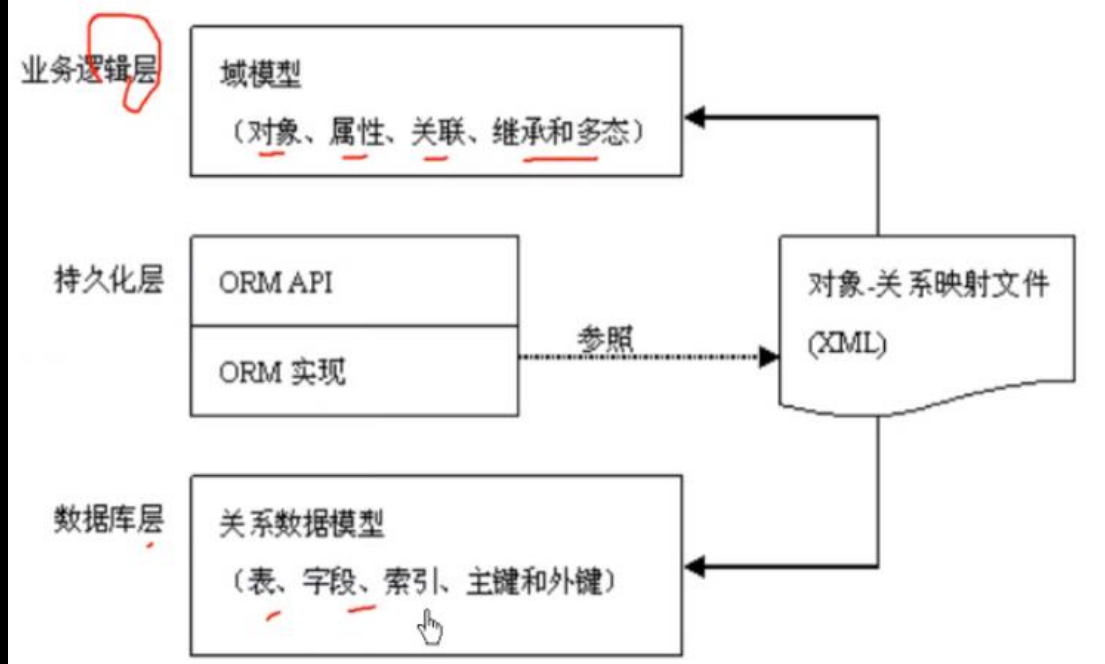 业务逻辑层
域模型
（对象、属性、关联、继承和多态）
持久化层
ORM API
ORM 实现
参照
对象-关系映射文件
(XML)
数据库层
关系数据模型
（表、字段、索引、主键和外键）